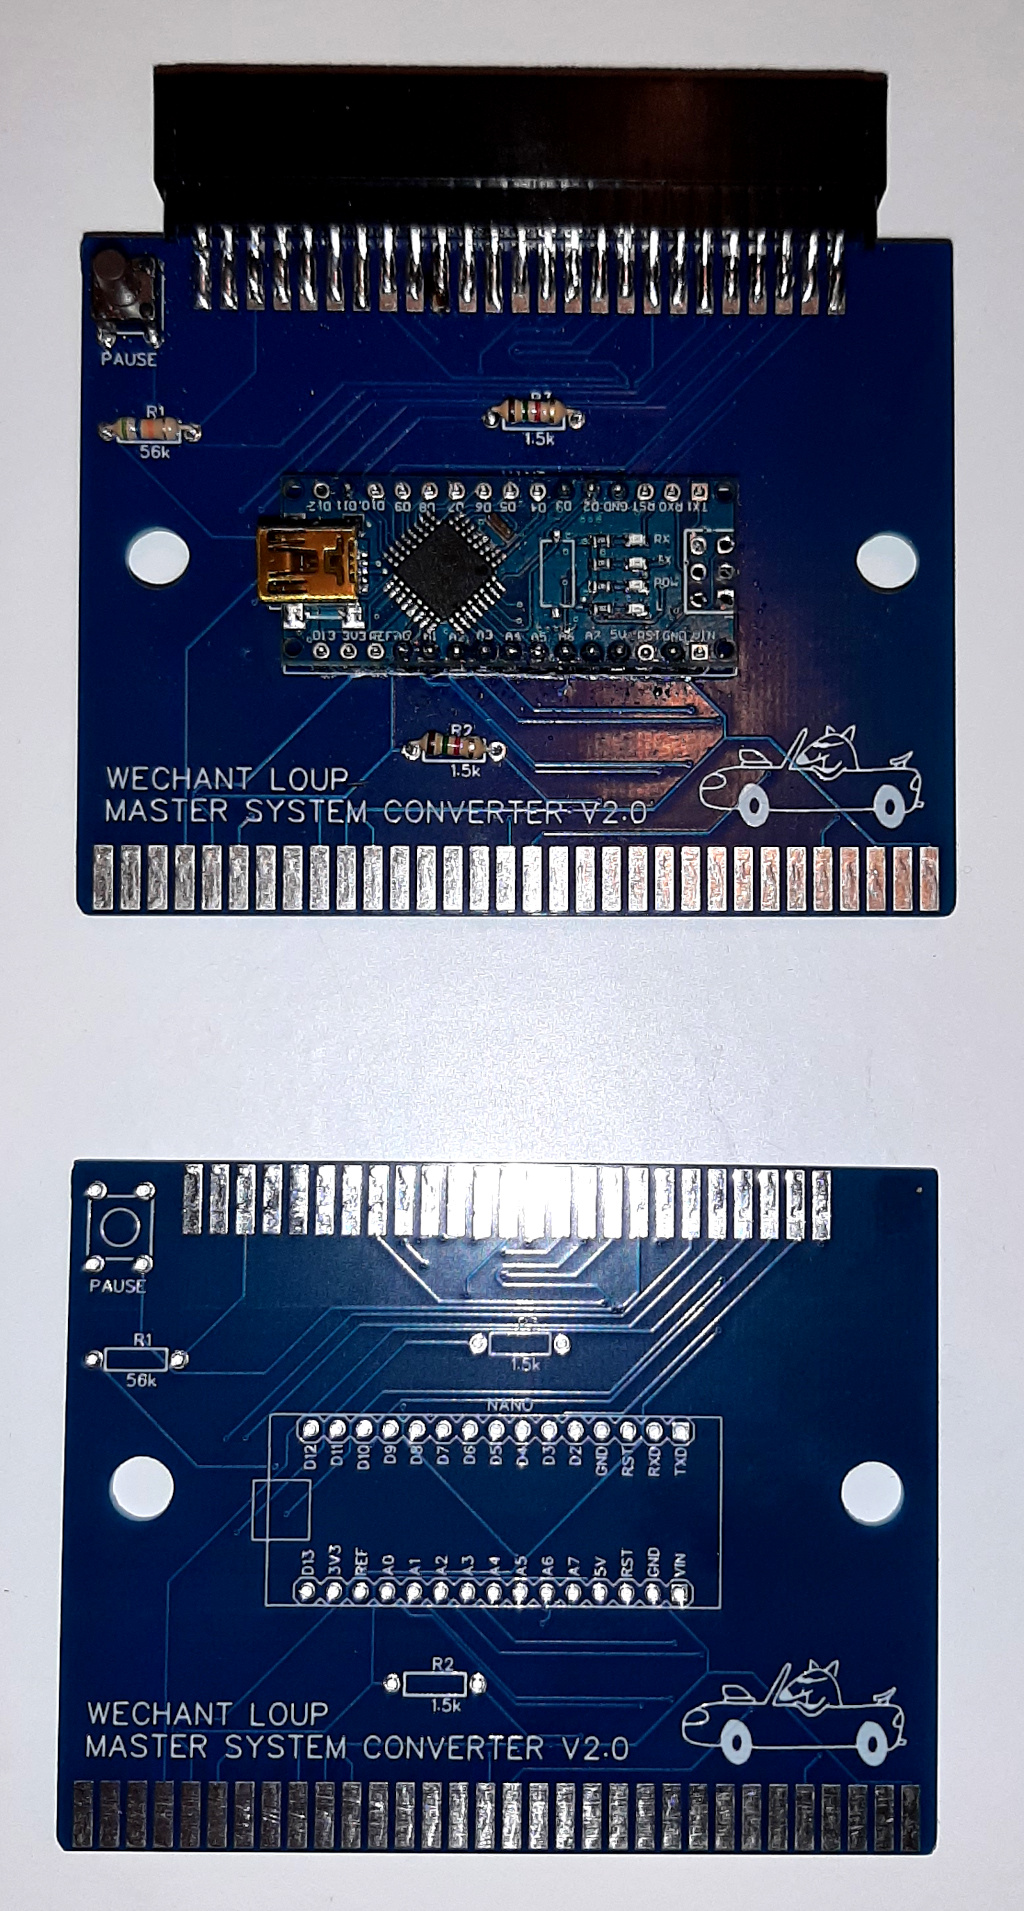 PAUSE
R1
56k
1.5k
D12 D11 D10 D9 D8 D7 D6 D5 D4 D3 D2 GND RST RX0 TX1
RX
POW
L
D13 3V3 REF A0 A1 A2 A3 A4 A5 A6 A7 5V RST GND VIN
R2
1.5k
WECHANT LOUP
MASTER SYSTEM CONVERTER V2.0
PAUSE
R1
56k
1.5k
NANO
D12 D11 D10 D9 D8 D7 D6 D5 D4 D3 D2 GND RST RXD TXD
D13 3V3 REF A0 A1 A2 A3 A4 A5 A6 A7 5V RST GND VIN
R2
1.5k
WECHANT LOUP
MASTER SYSTEM CONVERTER V2.0